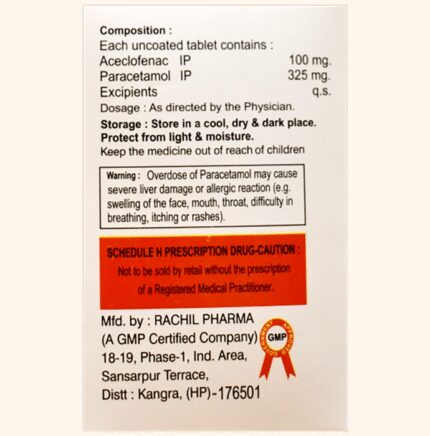 Composition :
Each uncoated tablet contains :
Aceclofenac IP 100 mg.
Paracetamol IP 325 mg.
Excipients q.s.
Dosage : As directed by the Physician.
Storage : Store in a cool, dry & dark place.
Protect from light & moisture.
Keep the medicine out of reach of children
Warning : Overdose of Paracetamol may cause
severe liver damage or allergic reaction (e.g.
swelling of the face, mouth, throat, difficulty in
breathing, itching or rashes).
SCHEDULE H PRESCRIPTION DRUG-CAUTION :
Not to be sold by retail without the prescription
of a Registered Medical Practitioner.
Mfd. by : RACHIL PHARMA
(A GMP Certified Company)
18-19, Phase-1, Ind. Area,
Sansarpur Terrace,
Distt : Kangra, (HP)-176501
GMP